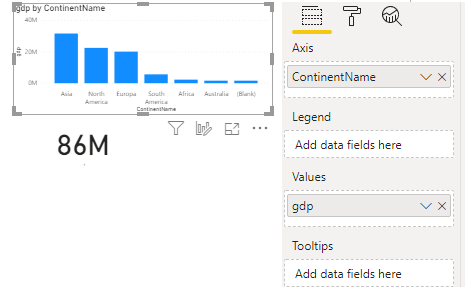 gdp by ContinentName
40M
20M
0M
gdp
Asia
North America
Europa
South America
Africa
Australia
(Blank)
ContinentName
86M
Axis
ContinentName
Legend
Add data fields here
Values
gdp
Tooltips
Add data fields here